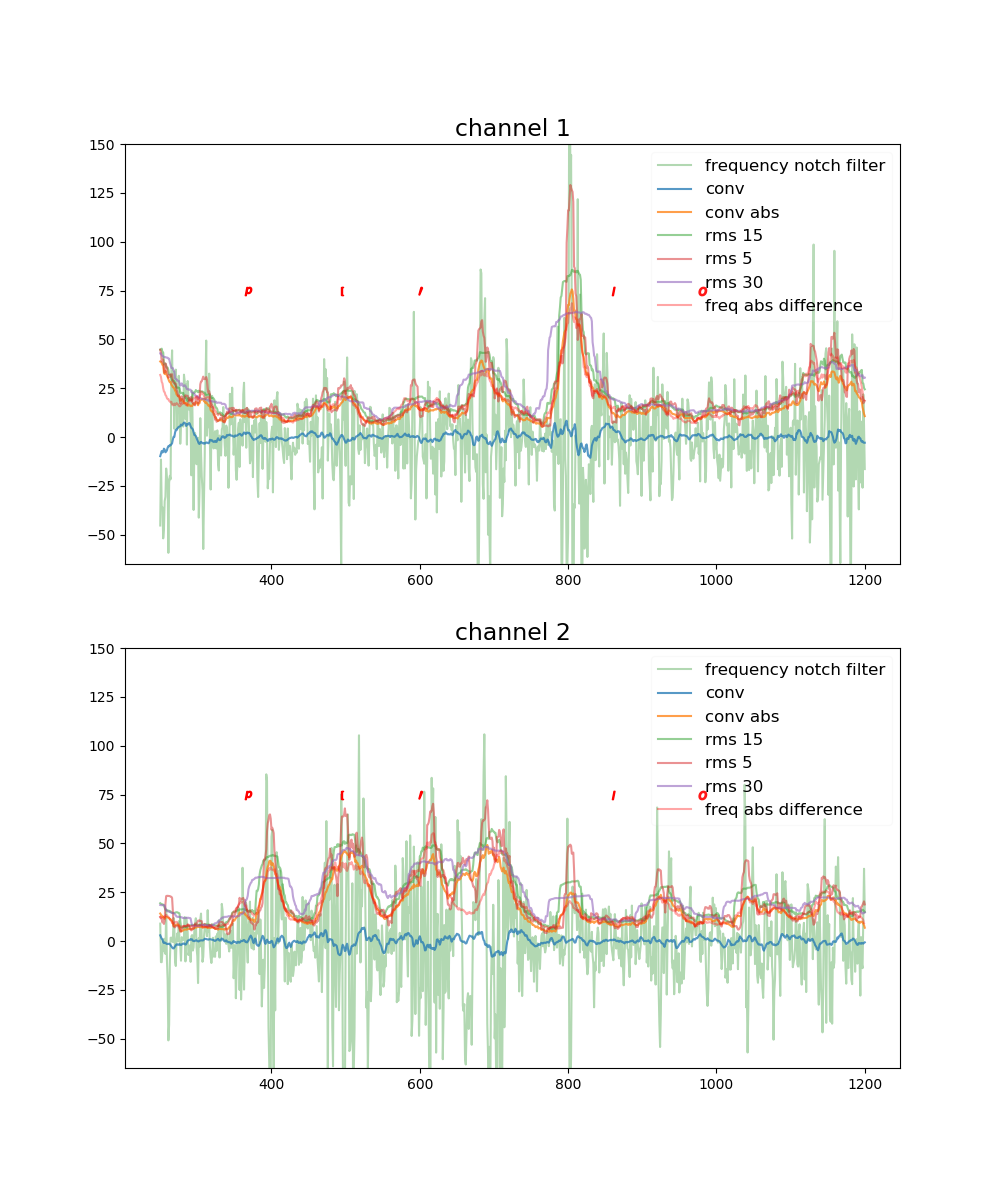 channel 1
150
125
100
75
50
25
0
−25
−50
frequency notch filter
conv
conv abs
rms 15
rms 5
rms 30
freq abs difference
P
O
400 600 800 1000 1200
channel 2
150
125
100
75
50
25
0
−25
−50
frequency notch filter
conv
conv abs
rms 15
rms 5
rms 30
freq abs difference
P
O
400 600 800 1000 1200